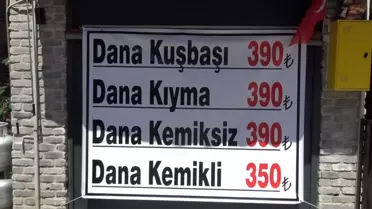 Dana Kuşbaşı 390₺
Dana Kıyma 390₺
Dana Kemiksiz 390₺
Dana Kemikli 350₺